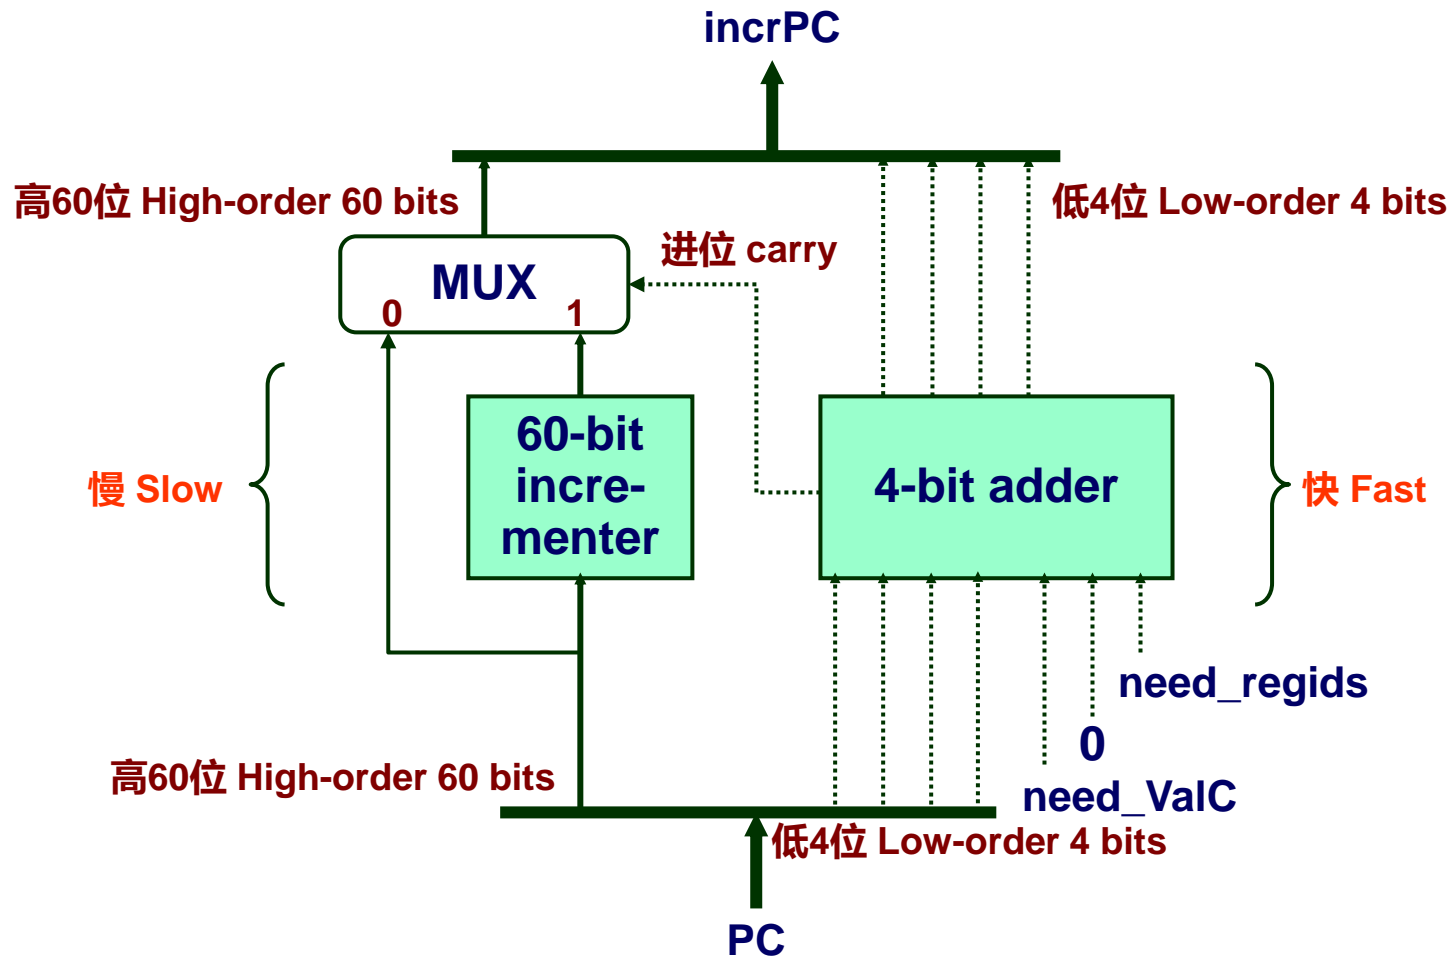 incrPC
高60位 High-order 60 bits
低4位 Low-order 4 bits
进位 carry
MUX
0
1
60-bit
incre-
menter
4-bit adder
慢 Slow
快 Fast
need_regids
0
need_ValC
高60位 High-order 60 bits
低4位 Low-order 4 bits
PC